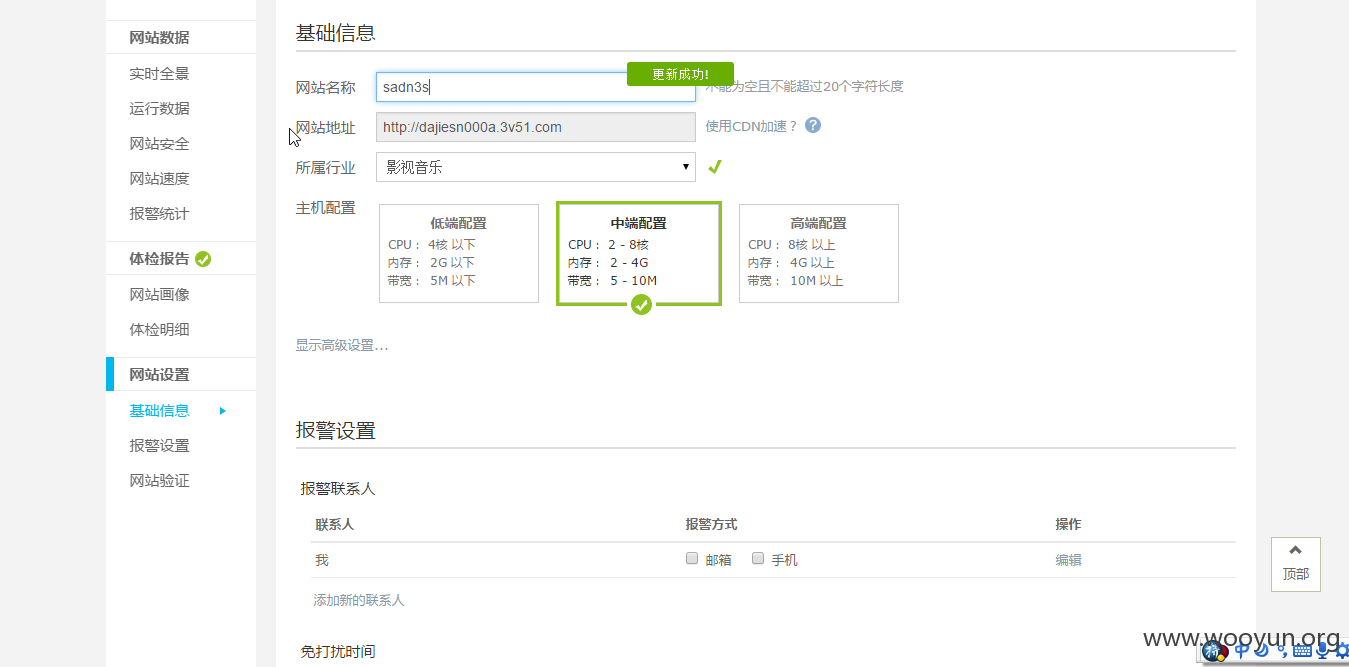 网站数据
实时全景
运行数据
网站安全
网站速度
报警统计
体检报告
网站画像
体检明细
网站设置
基础信息
报警设置
网站验证
基础信息
更新成功!
网站名称 sadn3s 不能为空且不能超过20个字符长度
网站地址 http://dajiesn000a.3v51.com 使用CDN加速？ ?
所属行业 影视音乐
主机配置
低端配置
CPU： 4核 以下
内存： 2G 以下
带宽： 5M 以下
中端配置
CPU： 2 - 8核
内存： 2 - 4G
带宽： 5 - 10M
高端配置
CPU： 8核 以上
内存： 4G 以上
带宽： 10M 以上
显示高级设置...
报警设置
报警联系人
联系人 报警方式 操作
我 邮箱 手机 编辑
添加新的联系人
免打扰时间
顶部
www.wooyun.org
中